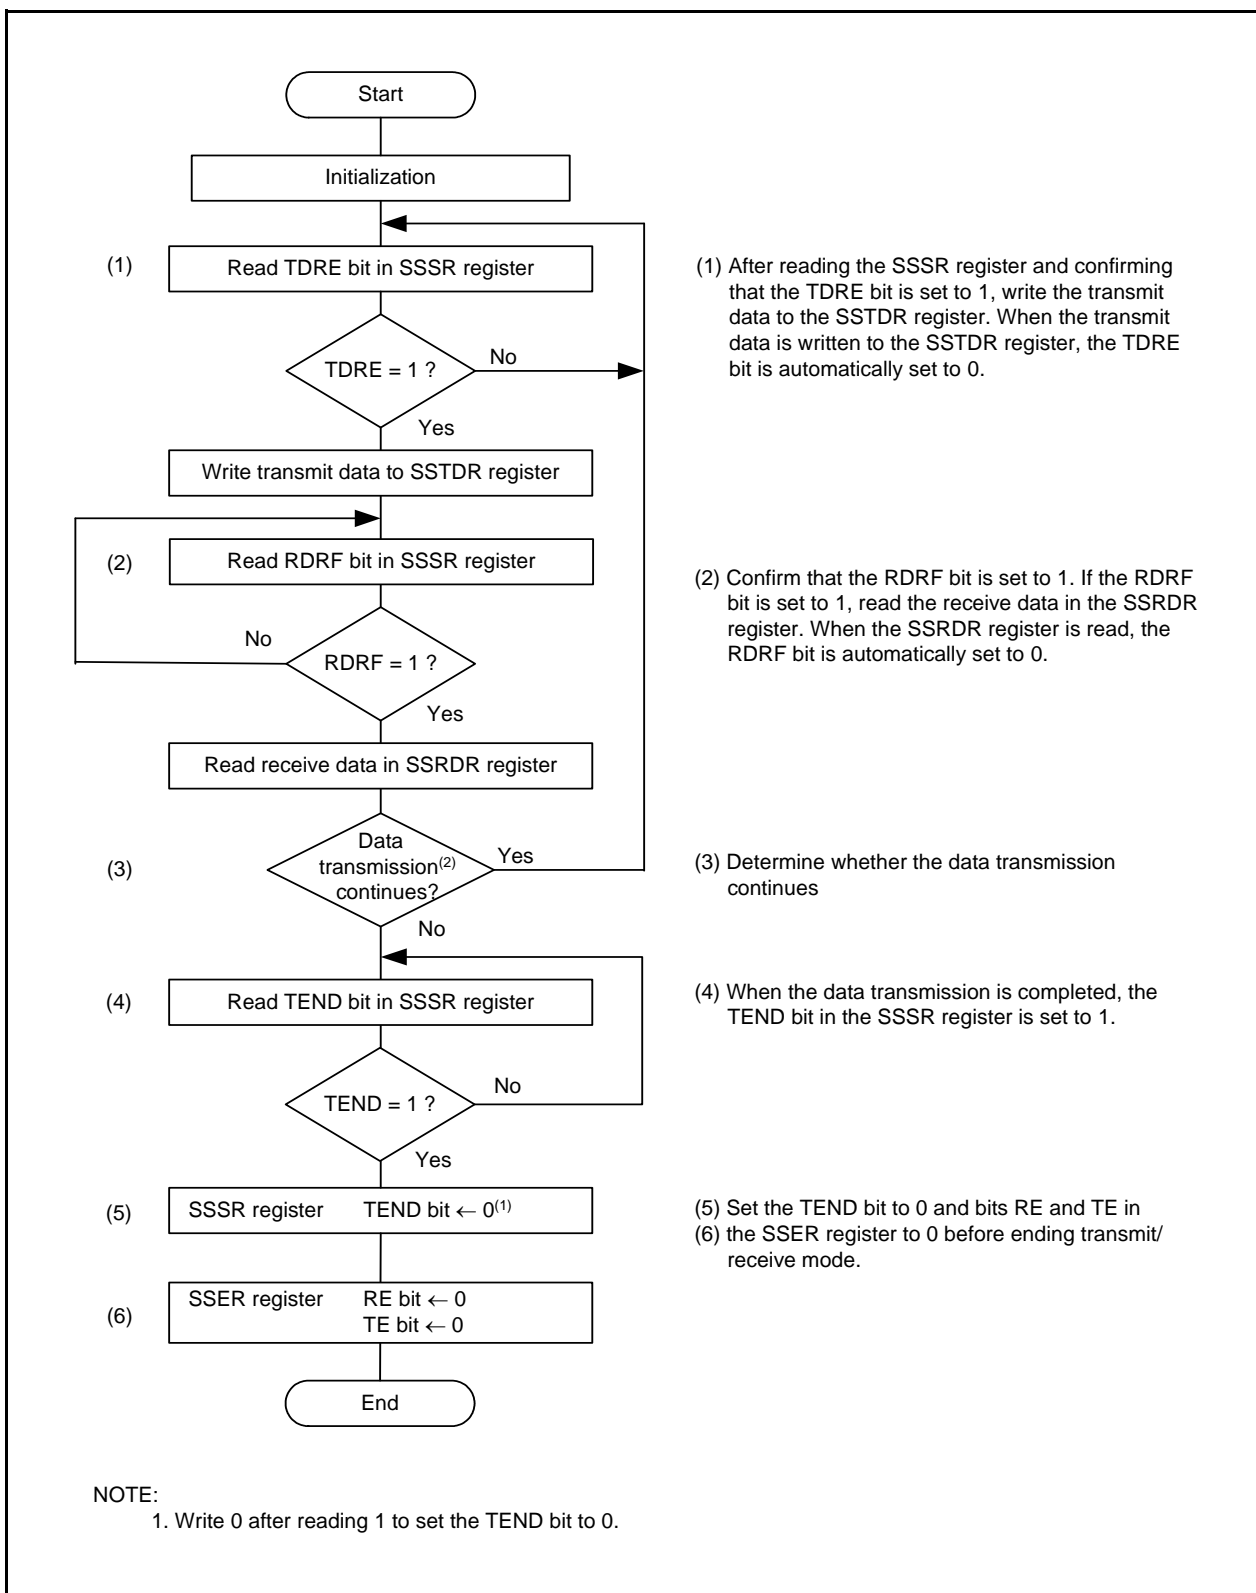 Start
Initialization
(1)
Read TDRE bit in SSSR register
(1) After reading the SSSR register and confirming
that the TDRE bit is set to 1, write the transmit
data to the SSTDR register. When the transmit
data is written to the SSTDR register, the TDRE
bit is automatically set to 0.
TDRE = 1 ?
No
Yes
Write transmit data to SSTDR register
(2)
Read RDRF bit in SSSR register
(2) Confirm that the RDRF bit is set to 1. If the RDRF
bit is set to 1, read the receive data in the SSRDR
register. When the SSRDR register is read, the
RDRF bit is automatically set to 0.
No
RDRF = 1 ?
Yes
Read receive data in SSRDR register
(3)
Data
transmission(2)
continues?
Yes
(3) Determine whether the data transmission
continues
No
(4)
Read TEND bit in SSSR register
(4) When the data transmission is completed, the
TEND bit in the SSSR register is set to 1.
TEND = 1 ?
No
Yes
(5)
SSSR register TEND bit ← 0(1)
(5) Set the TEND bit to 0 and bits RE and TE in
(6) the SSER register to 0 before ending transmit/
receive mode.
(6)
SSER register RE bit ← 0
TE bit ← 0
End
NOTE:
1. Write 0 after reading 1 to set the TEND bit to 0.